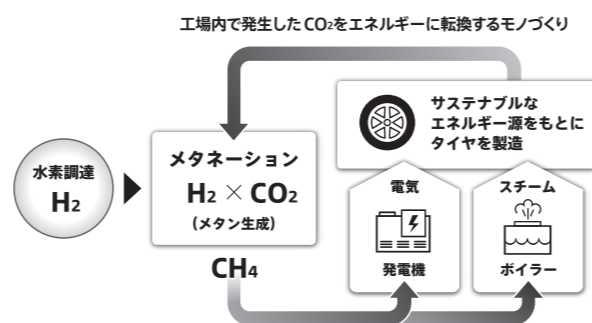 工場内で発生したCO₂をエネルギーに転換するモノづくり
サステナブルな
エネルギー源をもとに
タイヤを製造
水素調達
H₂
メタネーション
H₂ × CO₂
(メタン生成)
CH₄
電気
発電機
スチーム
ボイラー